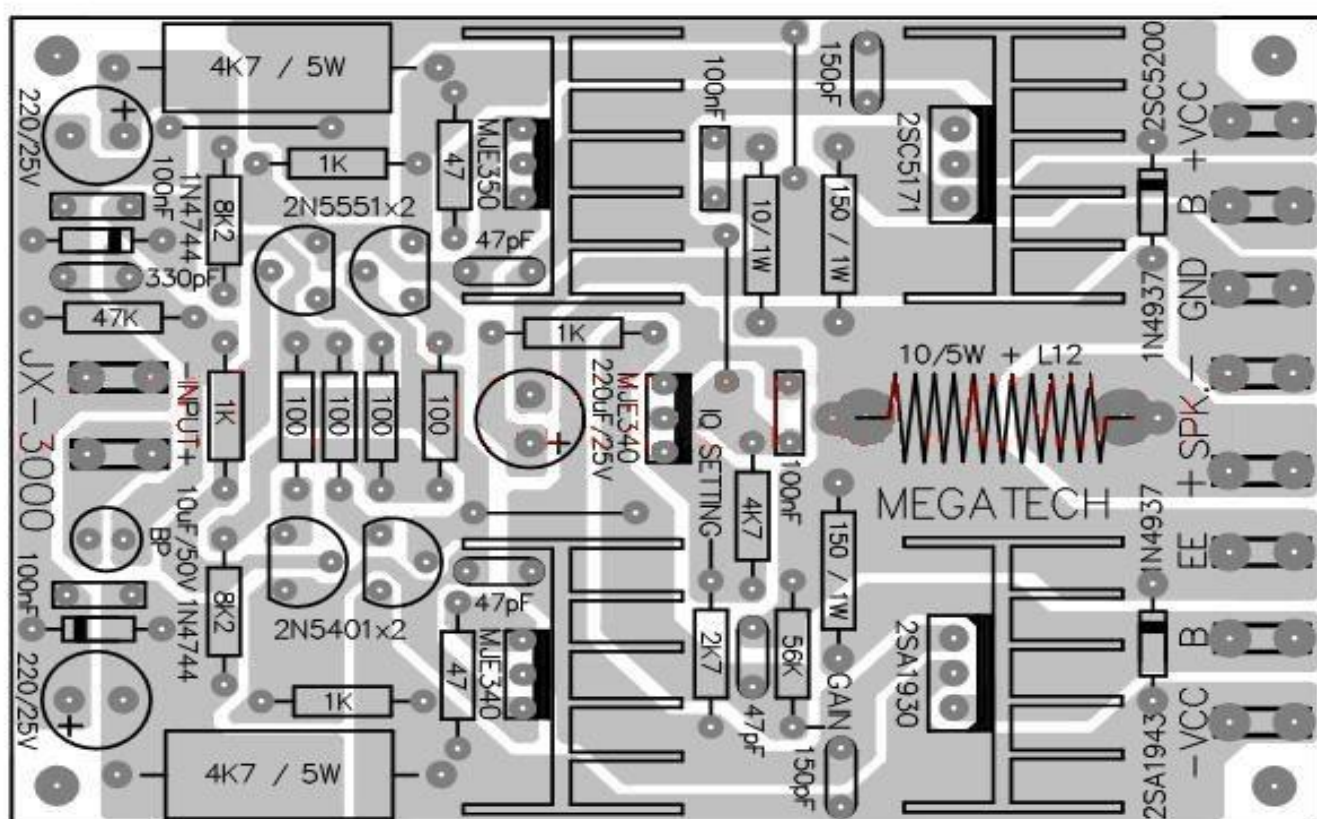 4K7 / 5W
220/25V
+
100nF
1N4744
8K2
1K
47
MJE350
2N5551x2
47pF
330pF
47K
100nF
10/1W
150pF
150/1W
2SC5171
2SC5200
1N4937
+VCC
B
GND
- SPK. +
EE
B
- VCC
JX-3000
-INPUT+
1K
100
100
100
100
1K
220uF/25V
+
MJE340
IQ SETTING
100nF
4K7
10/5W + L12
MEGATECH
10uF/50V
BP
100nF
1N4744
8K2
2N5401x2
47pF
47
MJE340
1K
220/25V
+
4K7 / 5W
2K7
47pF
56K
150/1W
GAIN
150pF
2SA1930
1N4937
2SA1943